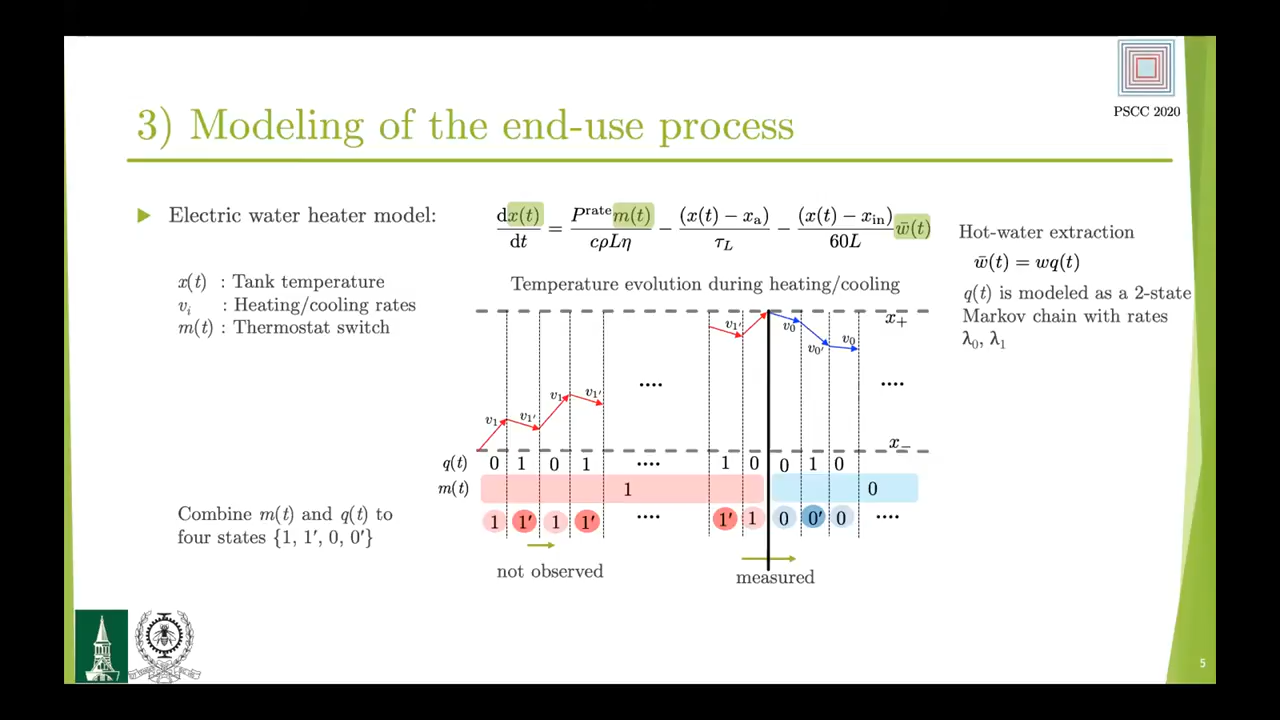 PSCC 2020
3) Modeling of the end-use process
Electric water heater model:
dx(t)/dt = P^rate m(t)/cρLη − (x(t) − x_a)/τ_L − (x(t) − x_in)/60L w̄(t)
Hot-water extraction
w̄(t) = wq(t)
q(t) is modeled as a 2-state
Markov chain with rates
λ₀, λ₁
x(t) : Tank temperature
v_i : Heating/cooling rates
m(t) : Thermostat switch
Temperature evolution during heating/cooling
x₊
v₁ v₁′ v₁ v₁′ .... v₁′ v₀ v₀′ v₀ ....
x₋
q(t) 0 1 0 1 .... 1 0 0 1 0
m(t) 1 0
1 1′ 1 1′ .... 1′ 1 0 0′ 0 ....
Combine m(t) and q(t) to
four states {1, 1′, 0, 0′}
not observed
measured
5